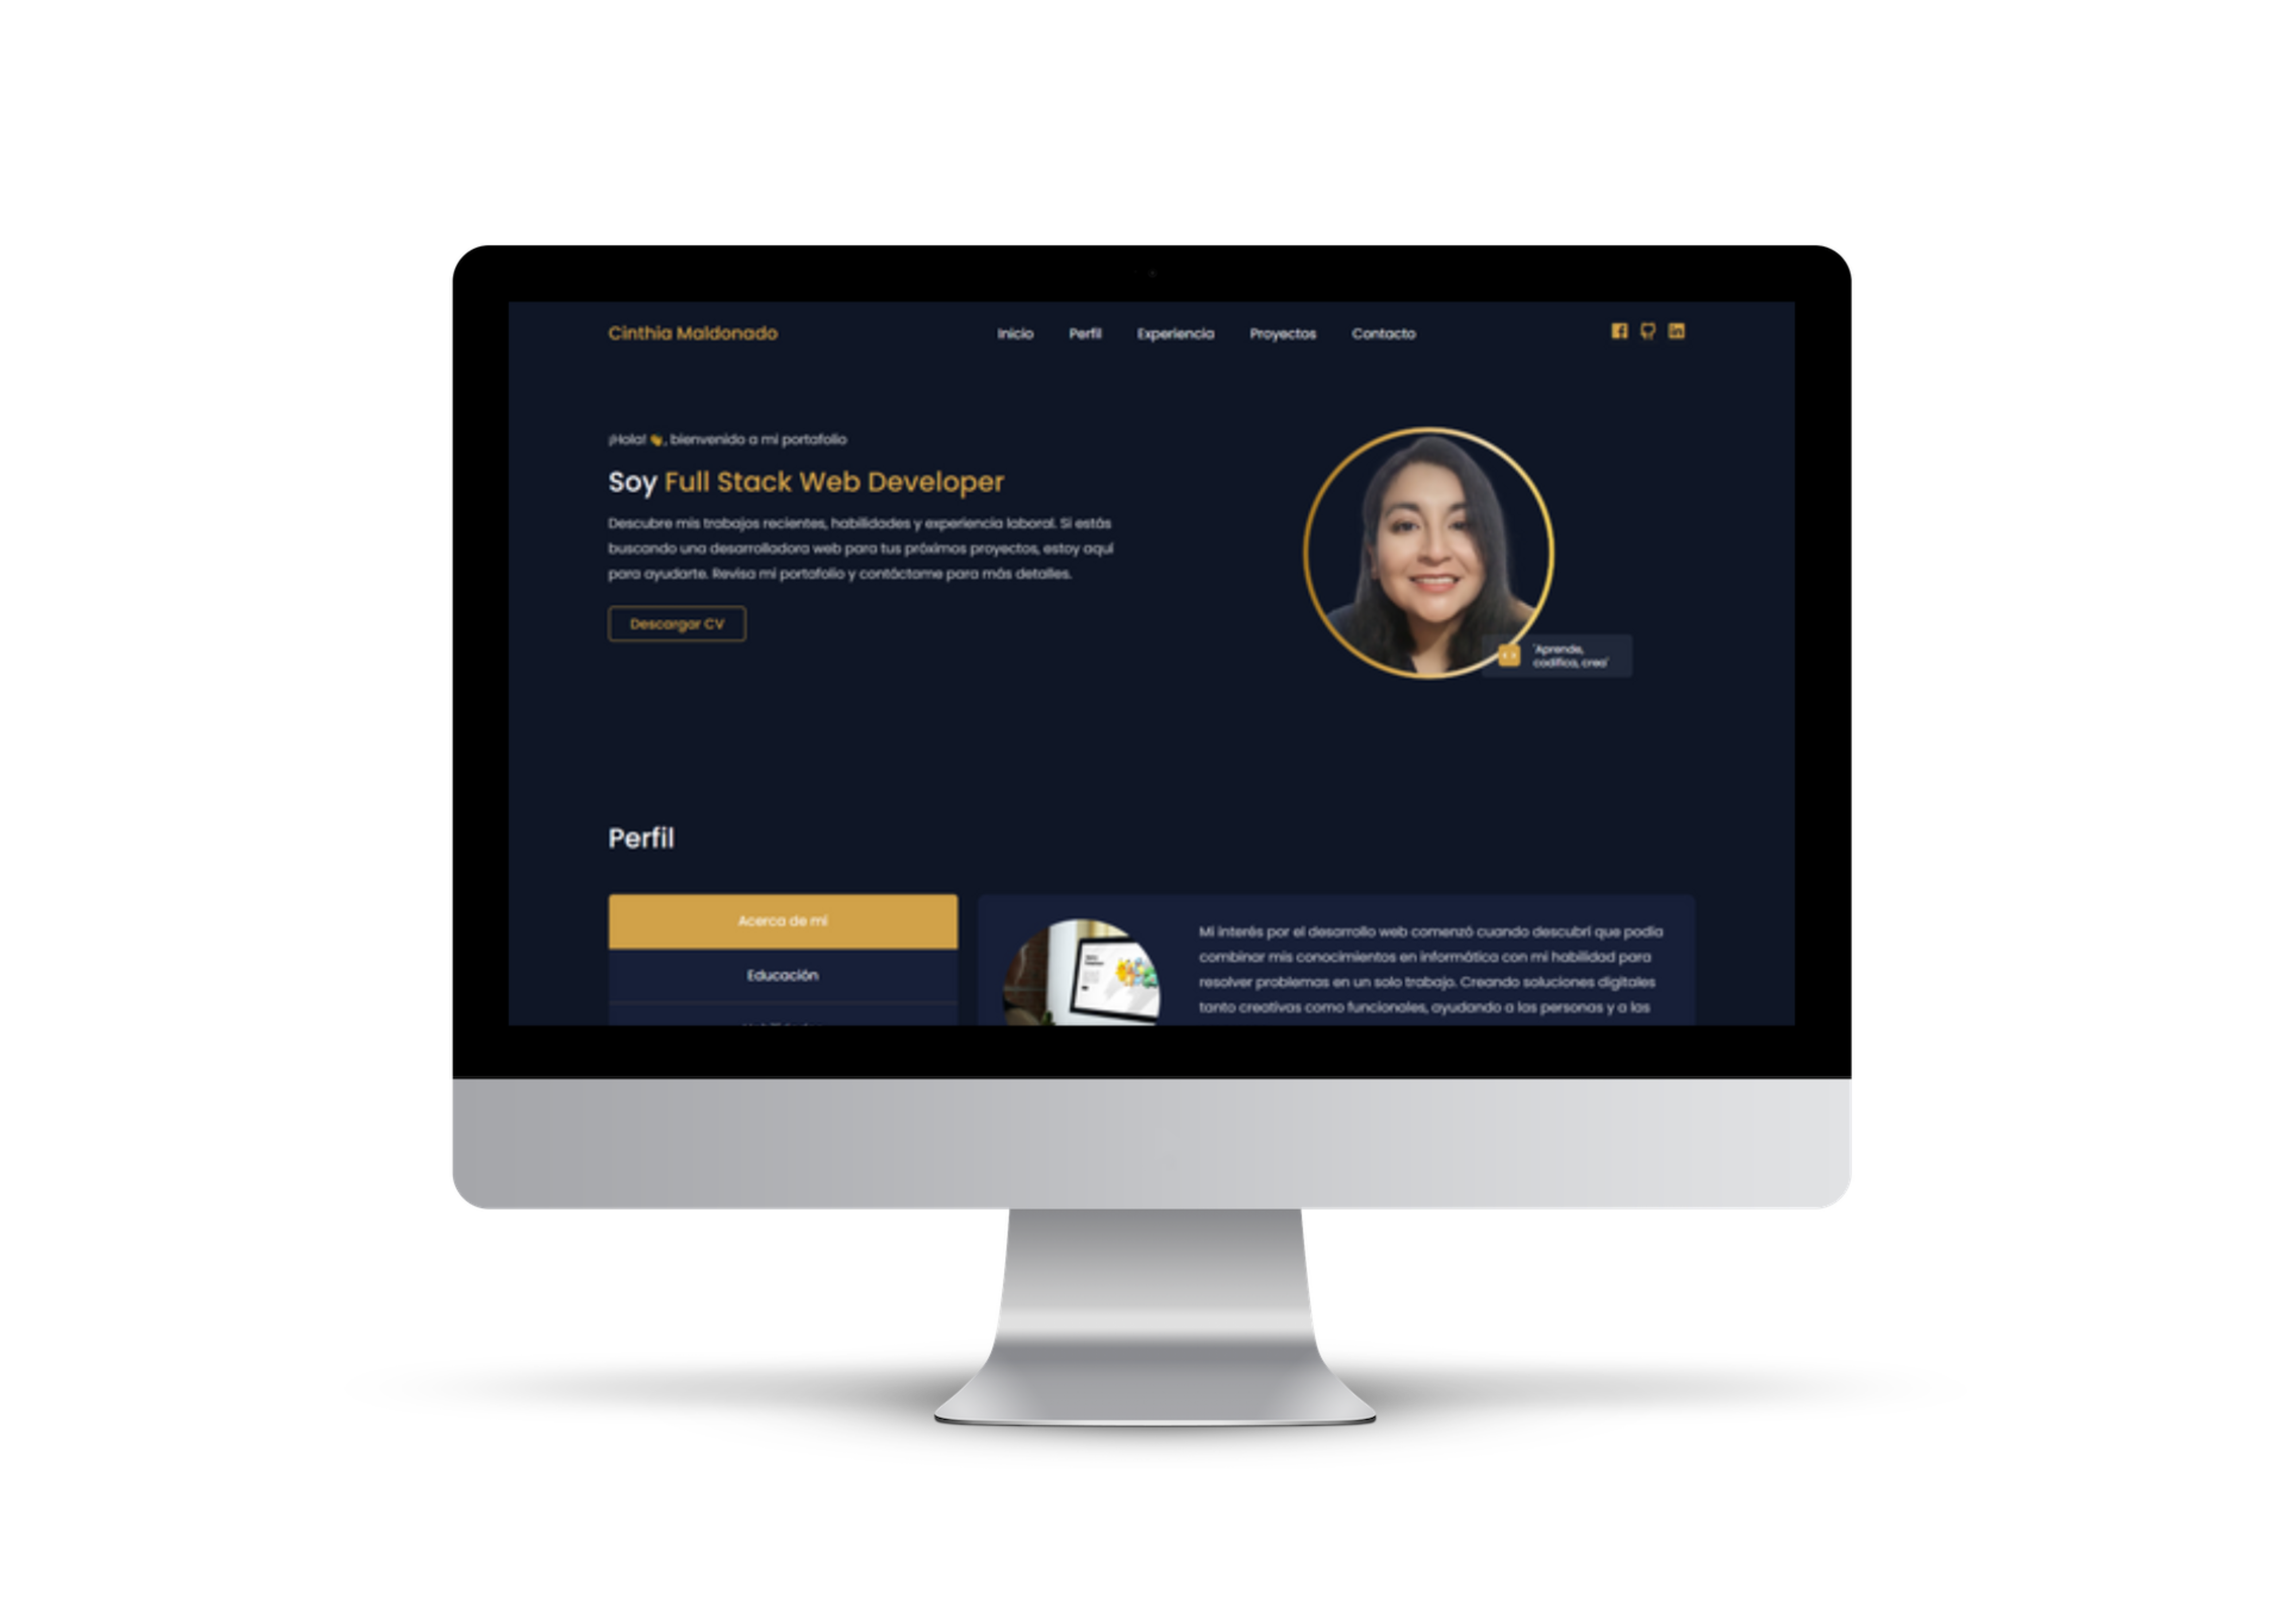 Cinthia Maldonado
Inicio Perfil Experiencia Proyectos Contacto
¡Hola! 👋, bienvenido a mi portafolio
Soy Full Stack Web Developer
Descubre mis trabajos recientes, habilidades y experiencia laboral. Si estás
buscando una desarrolladora web para tus próximos proyectos, estoy aquí
para ayudarte. Revisa mi portafolio y contáctame para más detalles.
Descargar CV
'Aprende,
codifica, crea'
Perfil
Acerca de mí
Educación
Mi interés por el desarrollo web comenzó cuando descubrí que podía
combinar mis conocimientos en informática con mi habilidad para
resolver problemas en un solo trabajo. Creando soluciones digitales
tanto creativas como funcionales, ayudando a las personas y a las